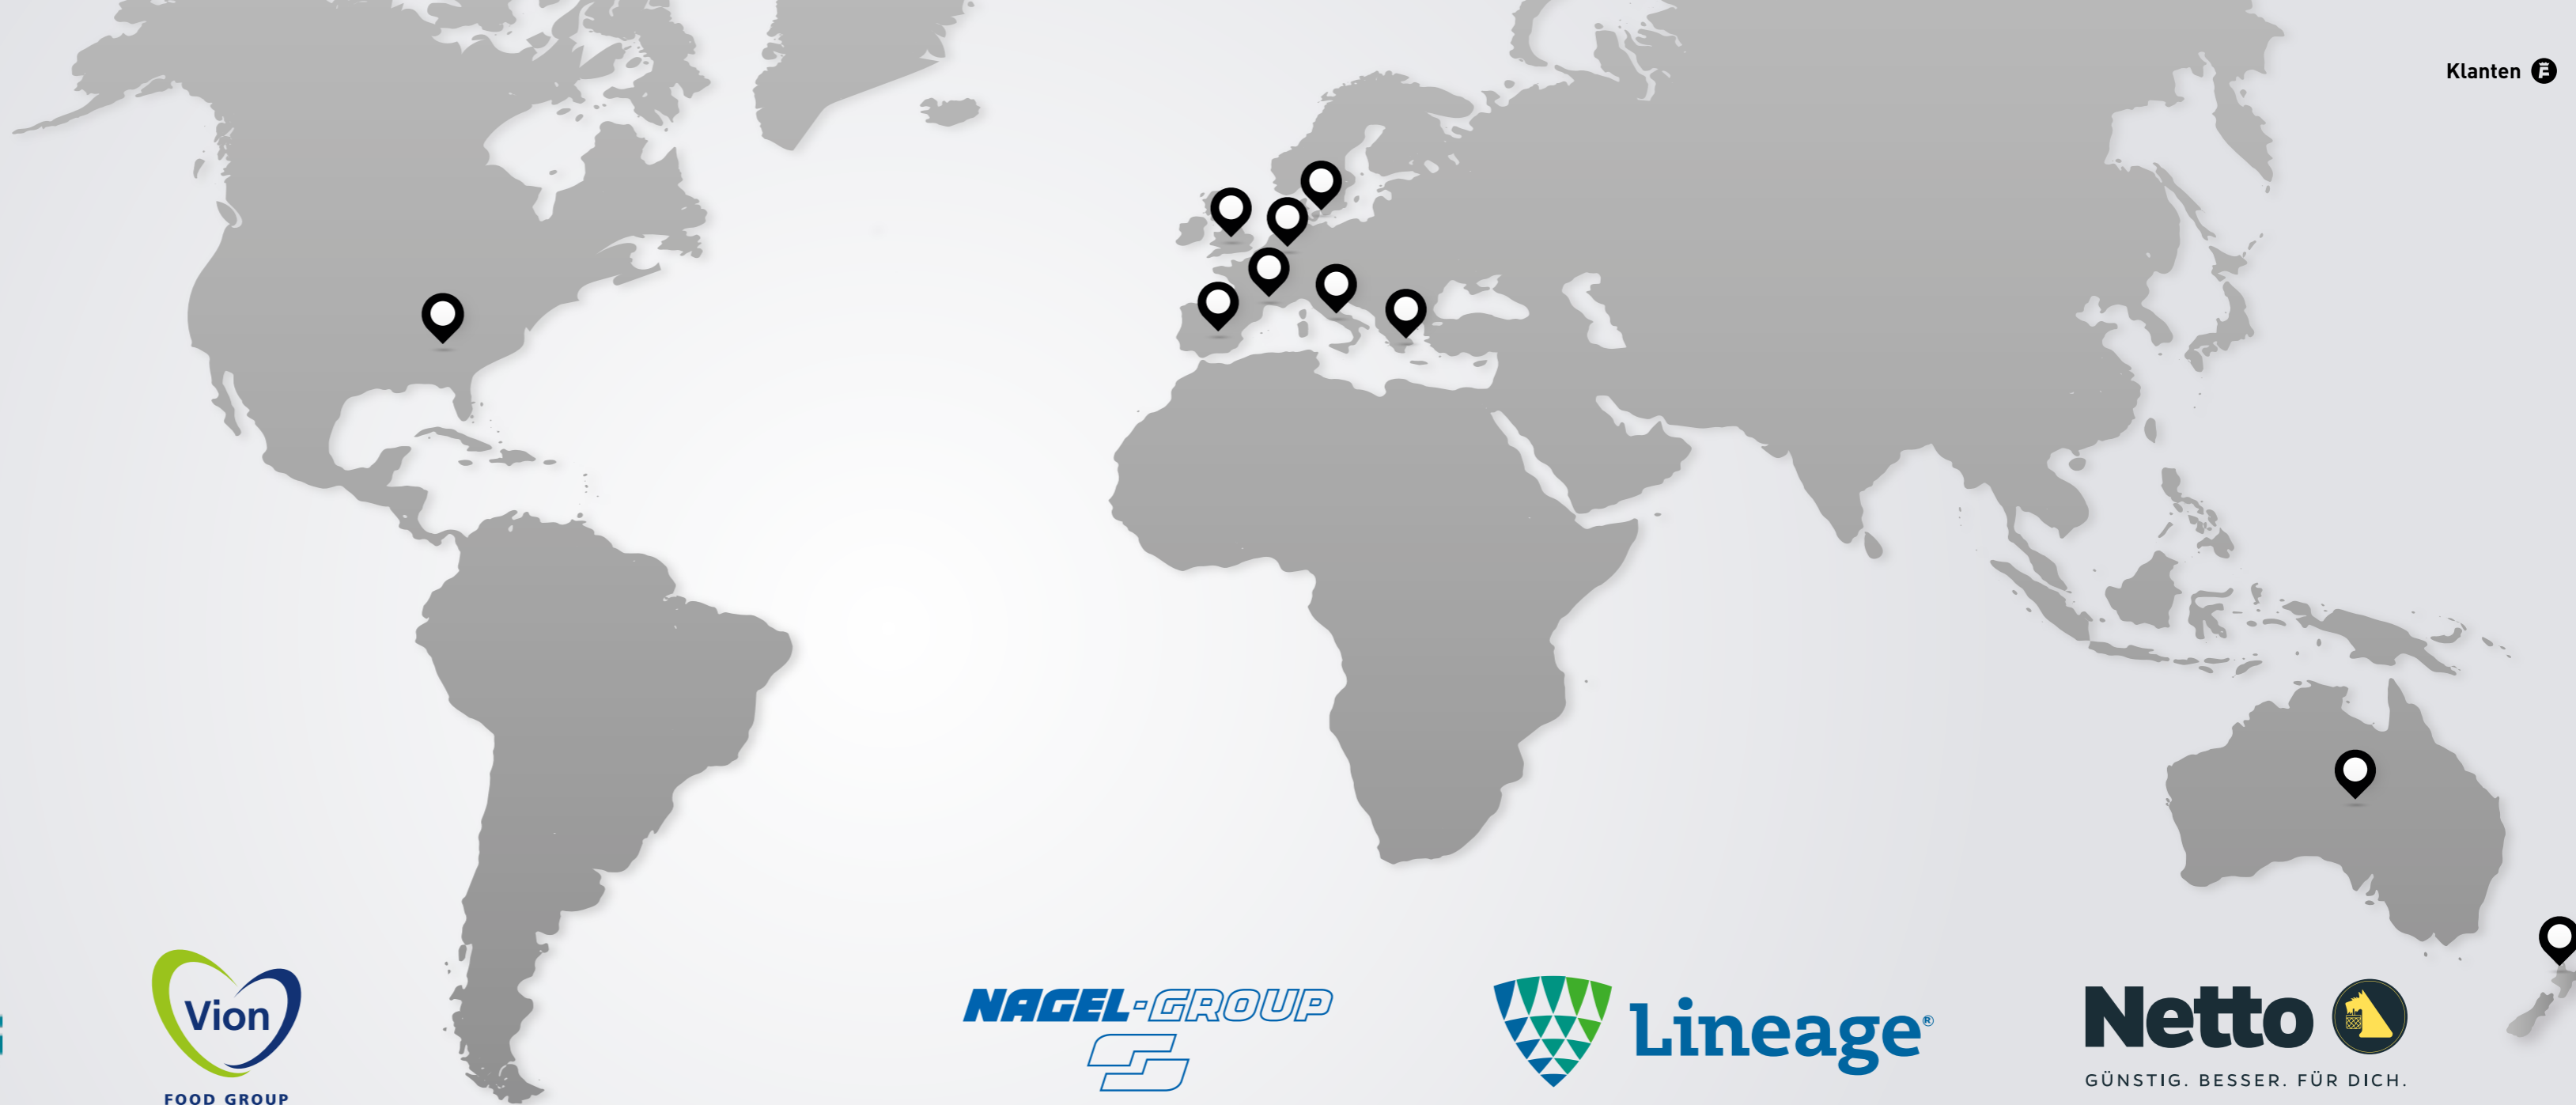 Klanten
Vion
FOOD GROUP
NAGEL-GROUP
Lineage®
Netto
GÜNSTIG. BESSER. FÜR DICH.